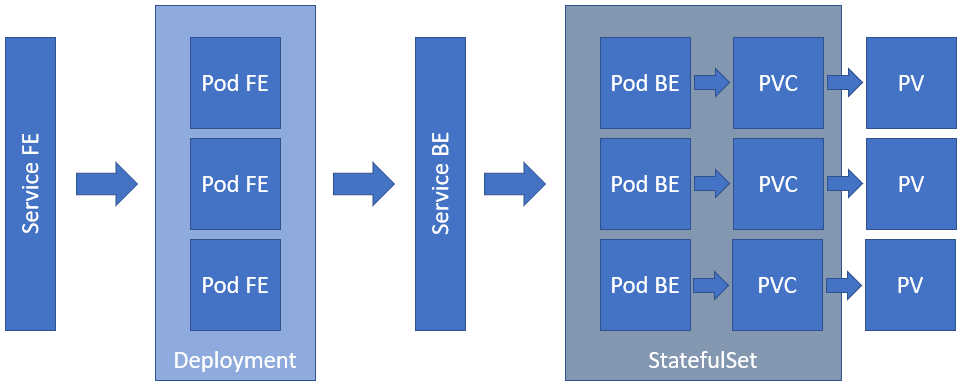 Service FE
Pod FE
Pod FE
Pod FE
Deployment
Service BE
Pod BE
PVC
PV
Pod BE
PVC
PV
Pod BE
PVC
PV
StatefulSet